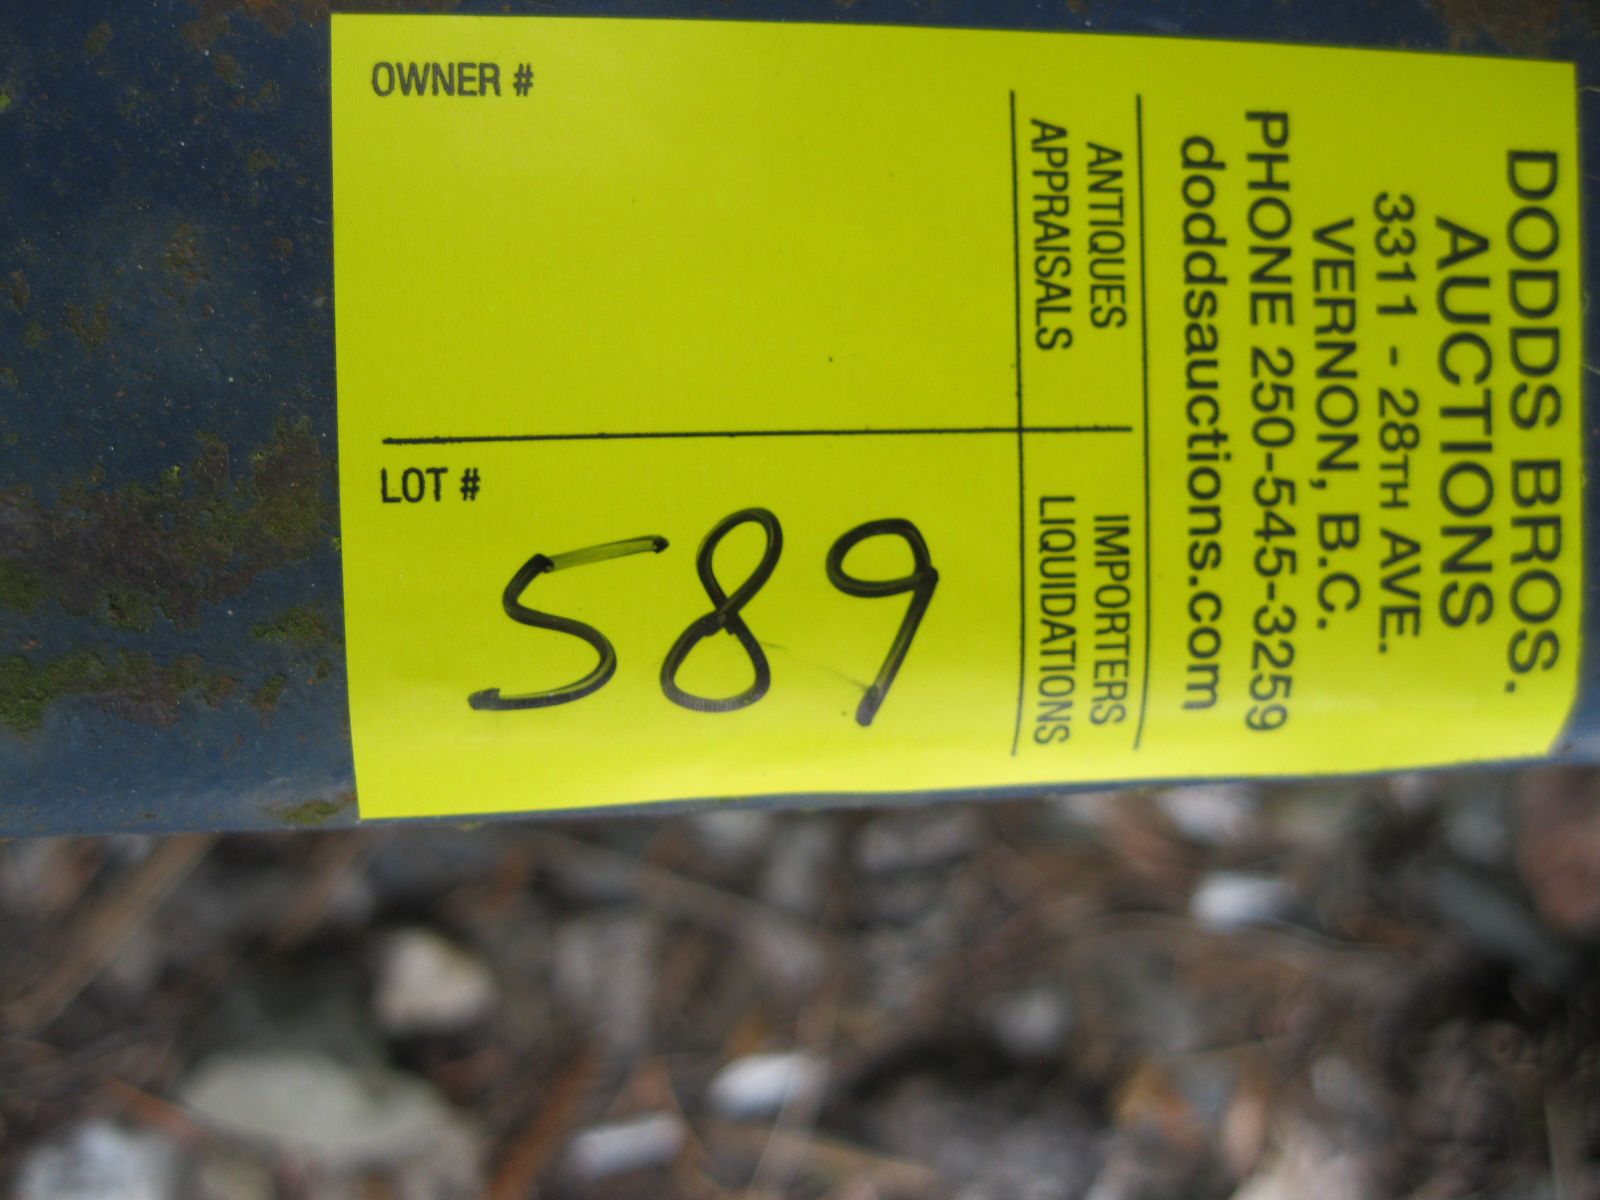 DODDS BROS.
AUCTIONS
3311 - 28TH AVE.
VERNON, B.C.
PHONE 250-545-3259
doddsauctions.com
ANTIQUES
APPRAISALS
IMPORTERS
LIQUIDATIONS
OWNER #
LOT #
589